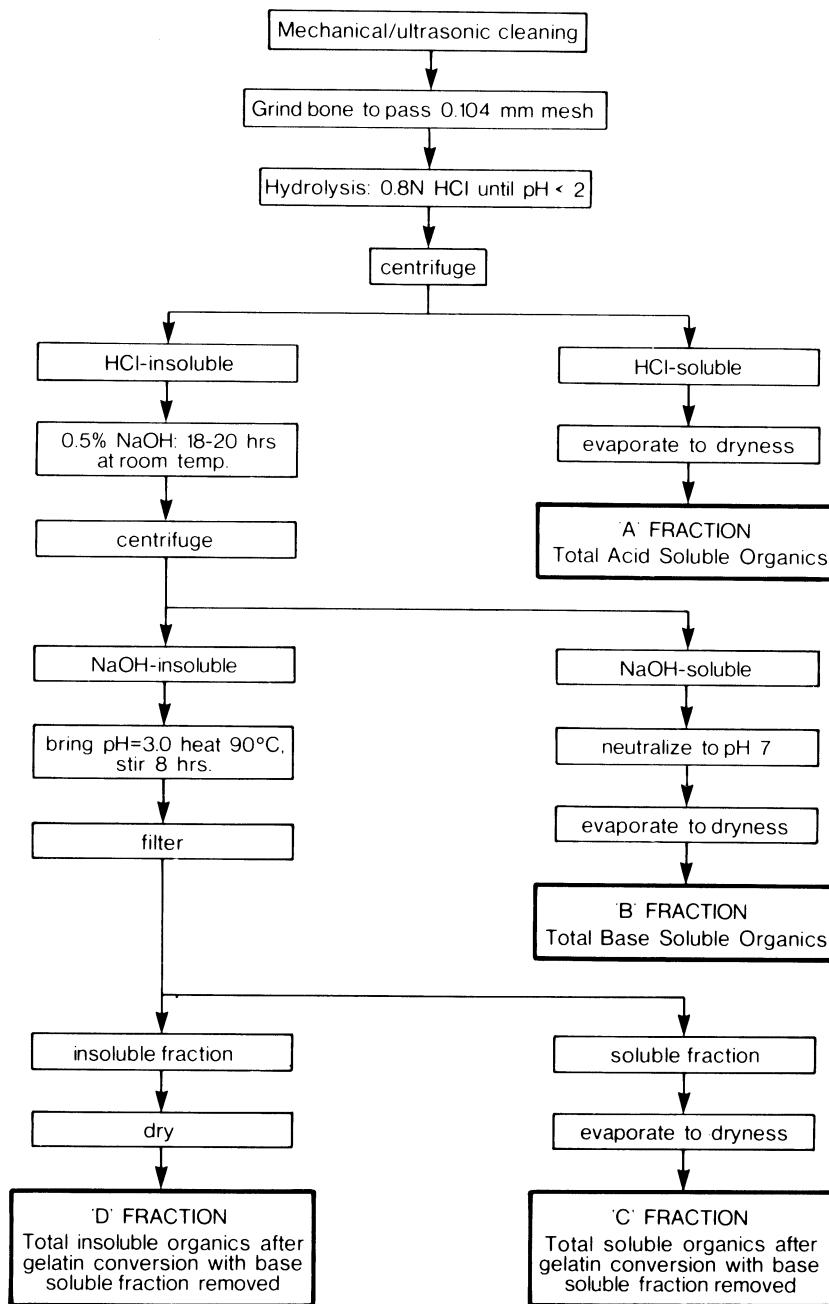 Mechanical/ultrasonic cleaning
Grind bone to pass 0.104 mm mesh
Hydrolysis: 0.8N HCl until pH < 2
centrifuge
HCl-insoluble
HCl-soluble
0.5% NaOH: 18-20 hrs
at room temp.
evaporate to dryness
centrifuge
'A' FRACTION
Total Acid Soluble Organics
NaOH-insoluble
NaOH-soluble
bring pH=3.0 heat 90°C,
stir 8 hrs.
neutralize to pH 7
filter
evaporate to dryness
'B' FRACTION
Total Base Soluble Organics
insoluble fraction
soluble fraction
dry
evaporate to dryness
'D' FRACTION
Total insoluble organics after
gelatin conversion with base
soluble fraction removed
'C' FRACTION
Total soluble organics after
gelatin conversion with base
soluble fraction removed